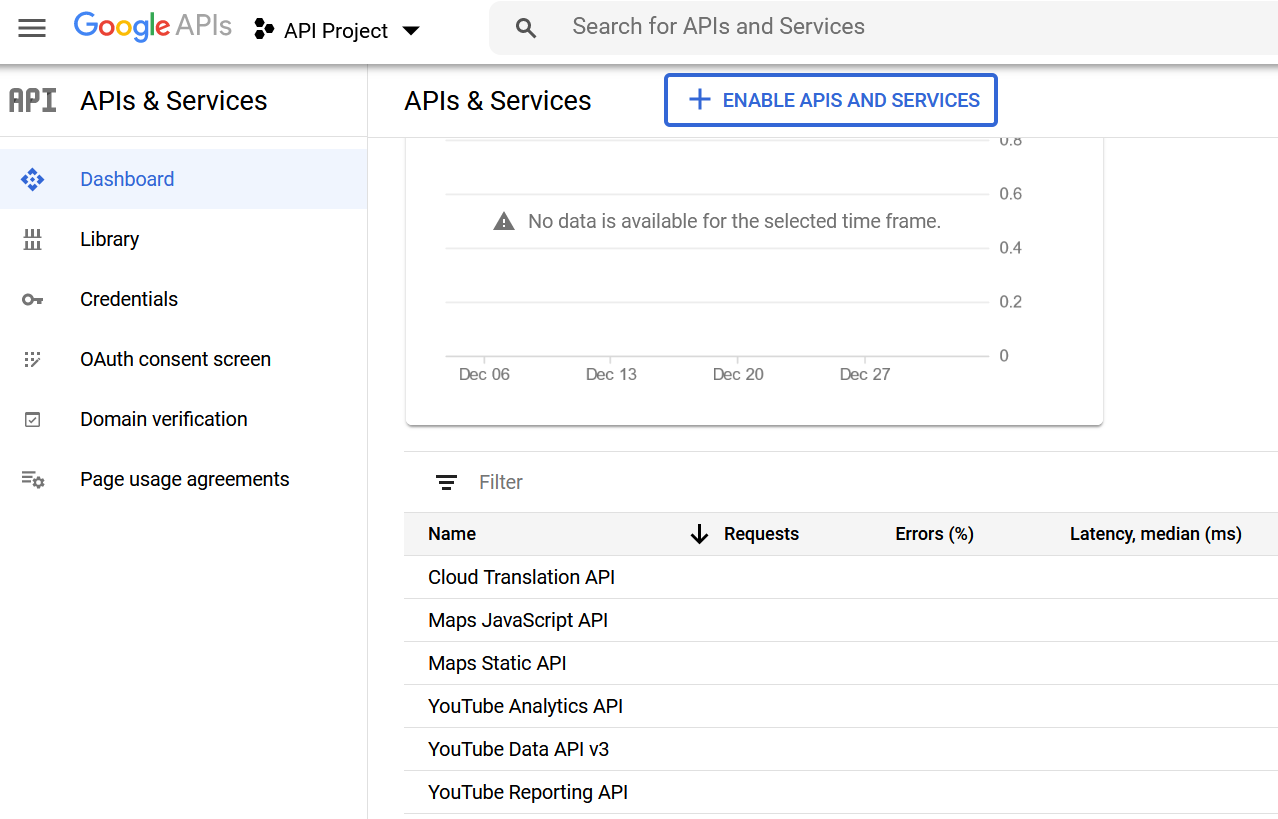 Google APIs
API Project
Search for APIs and Services
API APIs & Services
APIs & Services
+ ENABLE APIS AND SERVICES
Dashboard
Library
Credentials
OAuth consent screen
Domain verification
Page usage agreements
0.8
0.6
No data is available for the selected time frame.
0.4
0.2
0
Dec 06 Dec 13 Dec 20 Dec 27
Filter
Name Requests Errors (%) Latency, median (ms)
Cloud Translation API
Maps JavaScript API
Maps Static API
YouTube Analytics API
YouTube Data API v3
YouTube Reporting API